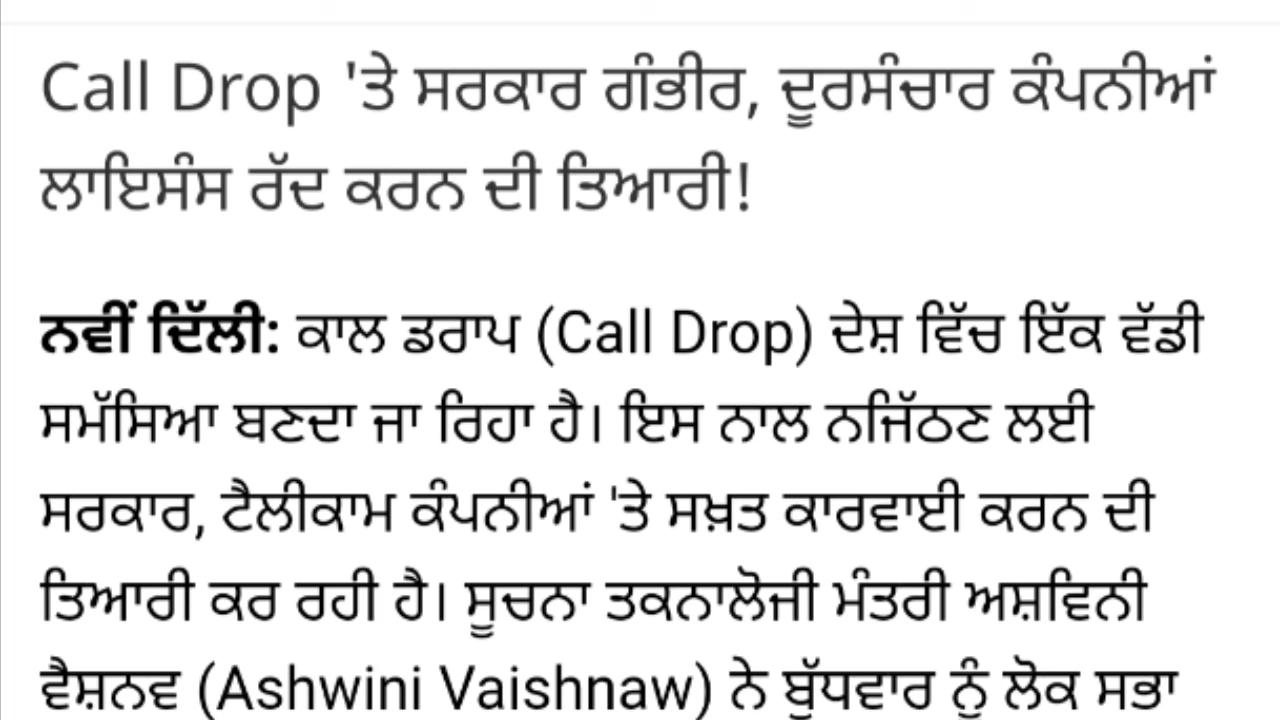 Call Drop 'ਤੇ ਸਰਕਾਰ ਗੰਭੀਰ, ਦੂਰਸੰਚਾਰ ਕੰਪਨੀਆਂ
ਲਾਇਸੰਸ ਰੱਦ ਕਰਨ ਦੀ ਤਿਆਰੀ!
ਨਵੀਂ ਦਿੱਲੀ: ਕਾਲ ਡਰਾਪ (Call Drop) ਦੇਸ਼ ਵਿੱਚ ਇੱਕ ਵੱਡੀ
ਸਮੱਸਿਆ ਬਣਦਾ ਜਾ ਰਿਹਾ ਹੈ। ਇਸ ਨਾਲ ਨਜਿੱਠਣ ਲਈ
ਸਰਕਾਰ, ਟੈਲੀਕਾਮ ਕੰਪਨੀਆਂ 'ਤੇ ਸਖ਼ਤ ਕਾਰਵਾਈ ਕਰਨ ਦੀ
ਤਿਆਰੀ ਕਰ ਰਹੀ ਹੈ। ਸੂਚਨਾ ਤਕਨਾਲੋਜੀ ਮੰਤਰੀ ਅਸ਼ਵਿਨੀ
ਵੈਸ਼ਨਵ (Ashwini Vaishnaw) ਨੇ ਬੁੱਧਵਾਰ ਨੂੰ ਲੋਕ ਸਭਾ